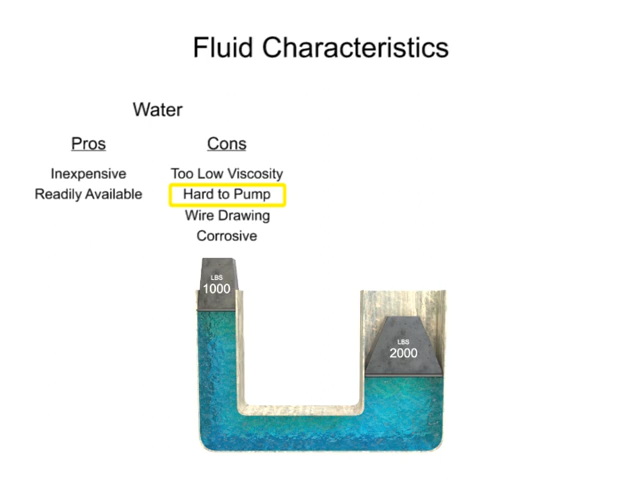 Fluid Characteristics
Water
Pros
Cons
Inexpensive
Too Low Viscosity
Readily Available
Hard to Pump
Wire Drawing
Corrosive
LBS
1000
LBS
2000